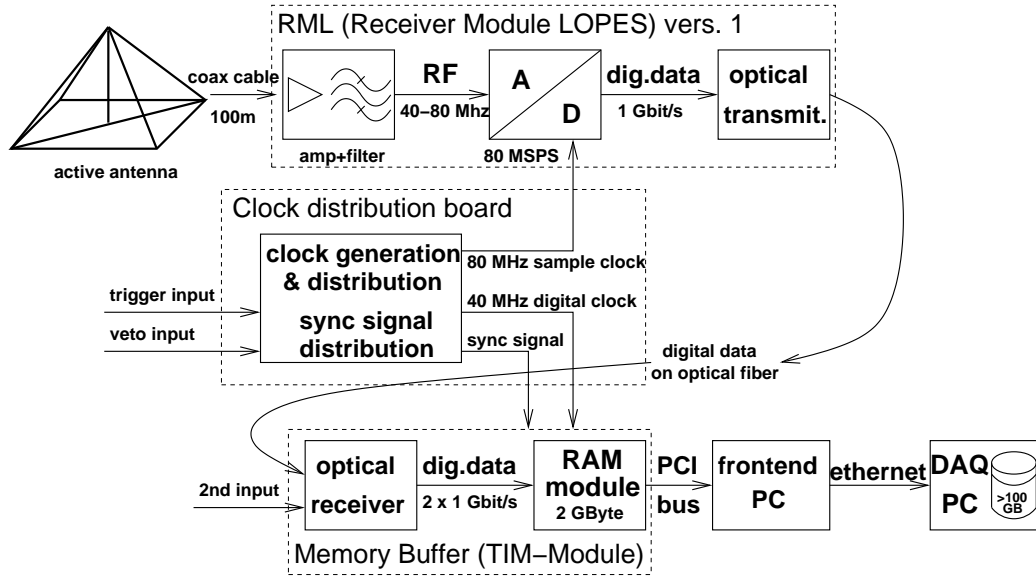 RML (Receiver Module LOPES) vers. 1
coax cable
100m
active antenna
amp+filter
RF
40–80 Mhz
A
D
80 MSPS
dig.data
1 Gbit/s
optical
transmit.
Clock distribution board
clock generation
& distribution
sync signal
distribution
80 MHz sample clock
40 MHz digital clock
sync signal
trigger input
veto input
digital data
on optical fiber
2nd input
optical
receiver
dig.data
2 x 1 Gbit/s
RAM
module
2 GByte
Memory Buffer (TIM–Module)
PCI
bus
frontend
PC
ethernet
DAQ
PC
>100
GB